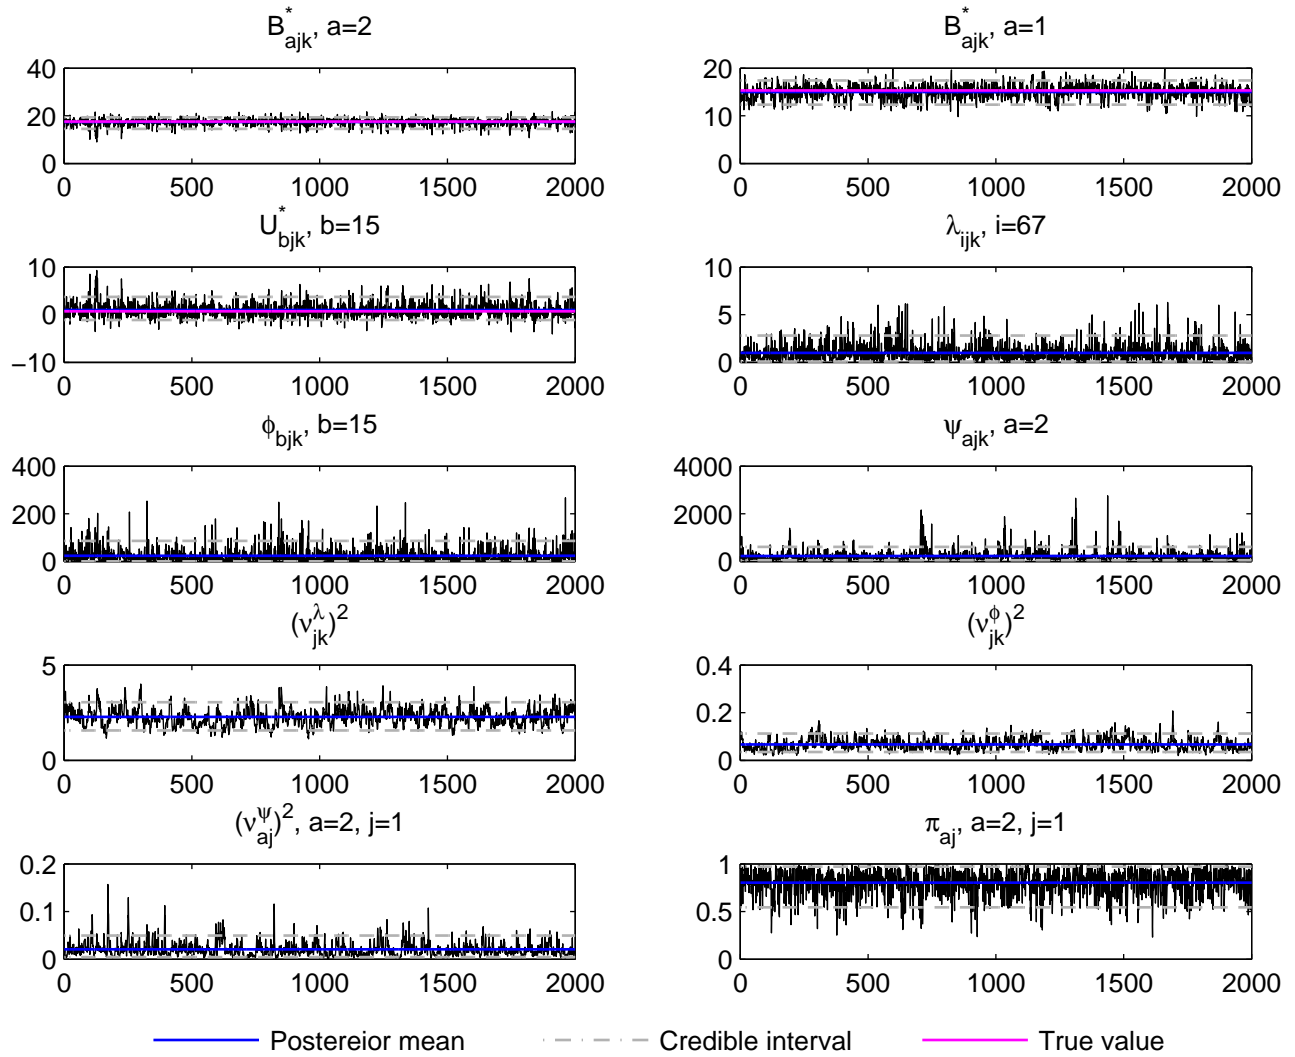 B*ajk, a=2
B*ajk, a=1
40
20
0
0 500 1000 1500 2000
20
10
0
0 500 1000 1500 2000
U*bjk, b=15
λijk, i=67
10
0
−10
0 500 1000 1500 2000
10
5
0
0 500 1000 1500 2000
ϕbjk, b=15
ψajk, a=2
400
200
0
0 500 1000 1500 2000
4000
2000
0
0 500 1000 1500 2000
(νλjk)2
(νϕjk)2
5
0
0 500 1000 1500 2000
0.4
0.2
0
0 500 1000 1500 2000
(νψaj)2, a=2, j=1
πaj, a=2, j=1
0.2
0.1
0
0 500 1000 1500 2000
1
0.5
0
0 500 1000 1500 2000
Postereior mean Credible interval True value